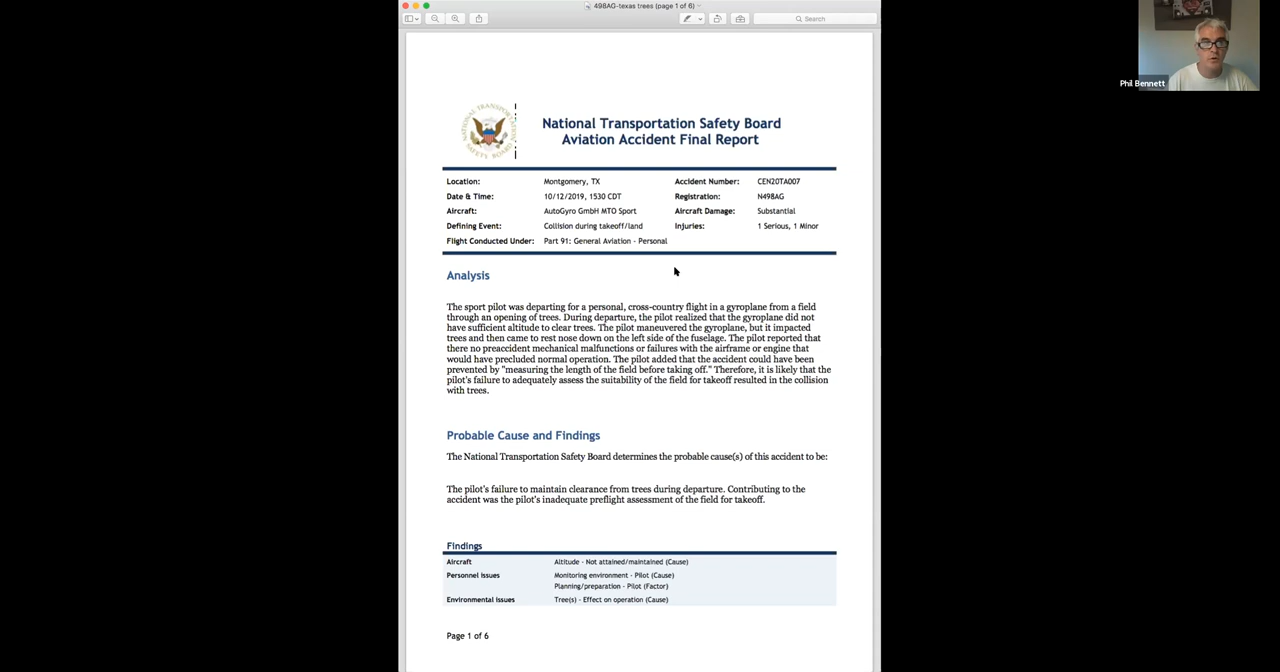 498AG-texas trees (page 1 of 6)
Search
Phil Bennett
National Transportation Safety Board
Aviation Accident Final Report
Location: Montgomery, TX Accident Number: CEN20TA007
Date & Time: 10/12/2019, 1530 CDT Registration: N498AG
Aircraft: AutoGyro GmbH MTO Sport Aircraft Damage: Substantial
Defining Event: Collision during takeoff/land Injuries: 1 Serious, 1 Minor
Flight Conducted Under: Part 91: General Aviation - Personal
Analysis
The sport pilot was departing for a personal, cross-country flight in a gyroplane from a field
through an opening of trees. During departure, the pilot realized that the gyroplane did not
have sufficient altitude to clear trees. The pilot maneuvered the gyroplane, but it impacted
trees and then came to rest nose down on the left side of the fuselage. The pilot reported that
there no preaccident mechanical malfunctions or failures with the airframe or engine that
would have precluded normal operation. The pilot added that the accident could have been
prevented by "measuring the length of the field before taking off." Therefore, it is likely that the
pilot's failure to adequately assess the suitability of the field for takeoff resulted in the collision
with trees.
Probable Cause and Findings
The National Transportation Safety Board determines the probable cause(s) of this accident to be:
The pilot's failure to maintain clearance from trees during departure. Contributing to the
accident was the pilot's inadequate preflight assessment of the field for takeoff.
Findings
Aircraft Altitude - Not attained/maintained (Cause)
Personnel issues Monitoring environment - Pilot (Cause)
Planning/preparation - Pilot (Factor)
Environmental issues Tree(s) - Effect on operation (Cause)
Page 1 of 6